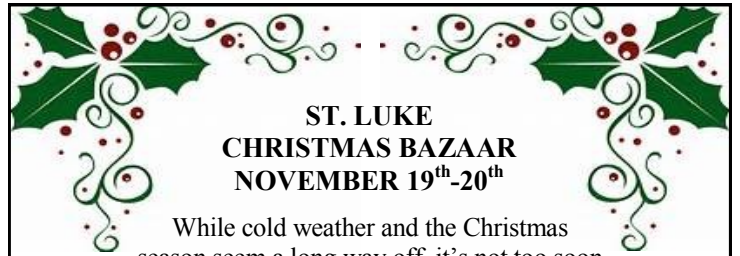 ST. LUKE
CHRISTMAS BAZAAR
NOVEMBER 19th-20th
While cold weather and the Christmas
season seem a long way off, it's not too soon